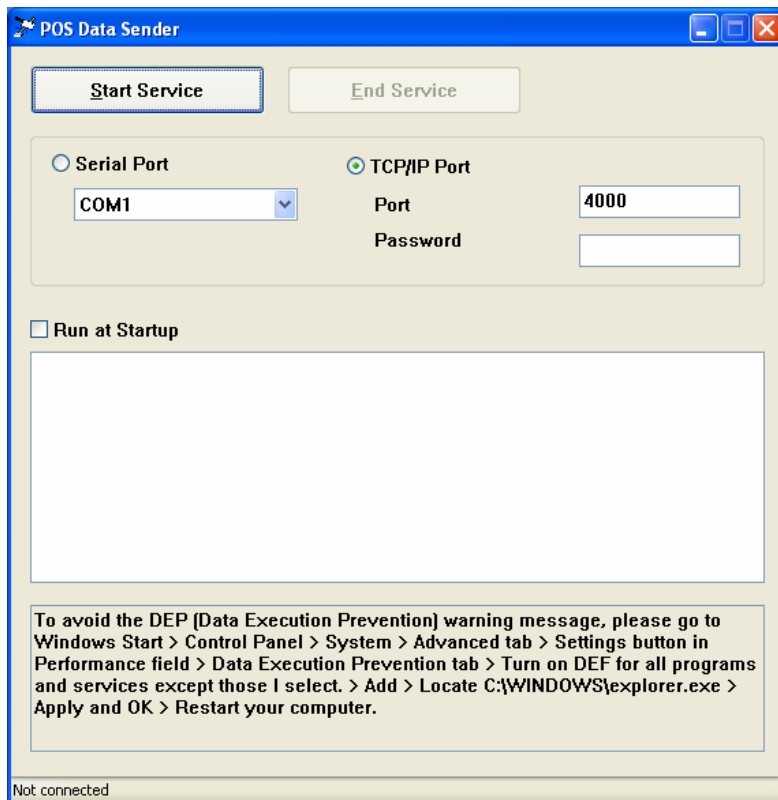 POS Data Sender
Start Service
End Service
Serial Port
TCP/IP Port
COM1
Port
4000
Password
Run at Startup
To avoid the DEP (Data Execution Prevention) warning message, please go to
Windows Start > Control Panel > System > Advanced tab > Settings button in
Performance field > Data Execution Prevention tab > Turn on DEF for all programs
and services except those I select. > Add > Locate C:\WINDOWS\explorer.exe >
Apply and OK > Restart your computer.
Not connected